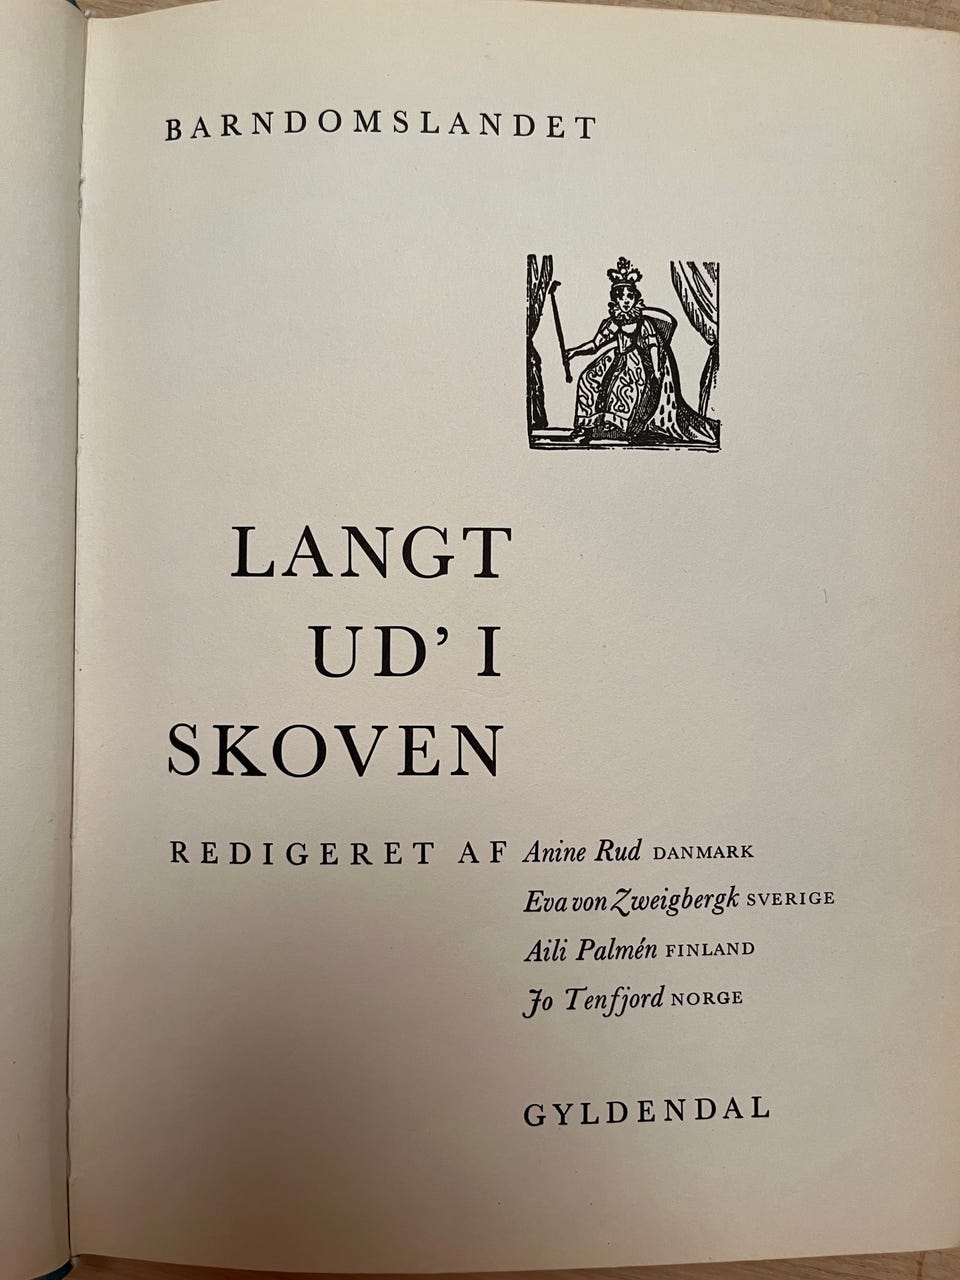 BARNDOMSLANDET
LANGT
UD' I
SKOVEN
REDIGERET AF Anine Rud DANMARK
Eva von Zweigbergk SVERIGE
Aili Palmén FINLAND
Jo Tenfjord NORGE
GYLDENDAL